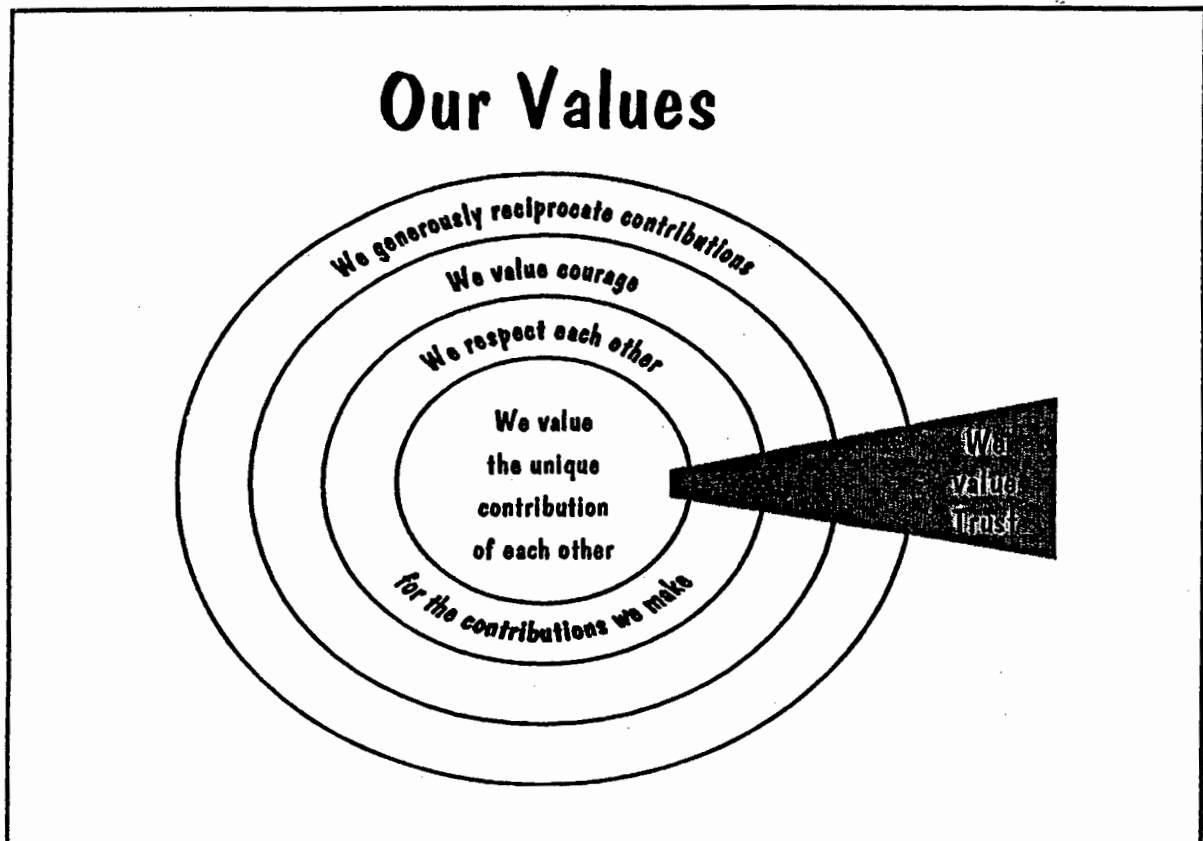 Our Values
We generously reciprocate contributions
We value courage
We respect each other
We value
the unique
contribution
of each other
for the contributions we make
We
value
Trust